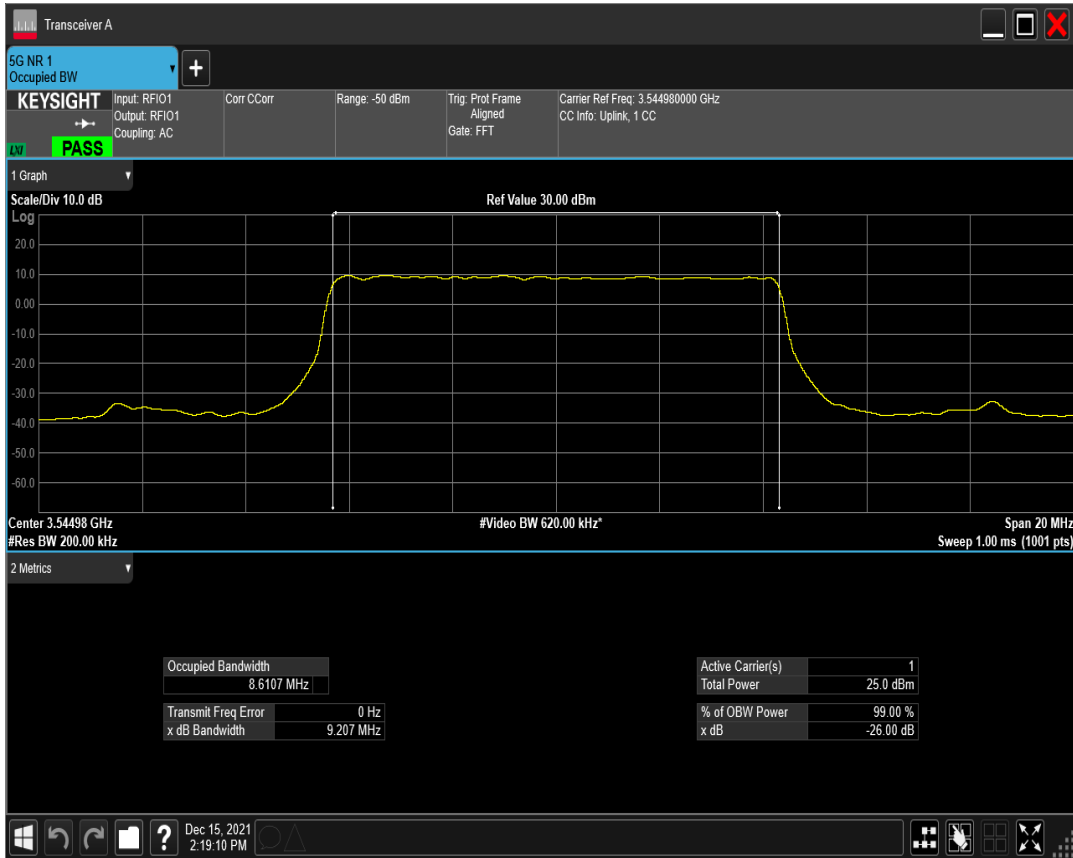 Transceiver A
5G NR 1
Occupied BW
+
KEYSIGHT
Input: RFIO1
Output: RFIO1
Coupling: AC
Corr CCorr
Range: -50 dBm
Trig: Prot Frame
Aligned
Gate: FFT
Carrier Ref Freq: 3.544980000 GHz
CC Info: Uplink, 1 CC
LXI
PASS
1 Graph
Scale/Div 10.0 dB
Ref Value 30.00 dBm
Log
20.0
10.0
0.00
-10.0
-20.0
-30.0
-40.0
-50.0
-60.0
Center 3.54498 GHz
#Video BW 620.00 kHz*
Span 20 MHz
#Res BW 200.00 kHz
Sweep 1.00 ms (1001 pts)
2 Metrics
Occupied Bandwidth
8.6107 MHz
Transmit Freq Error 0 Hz
x dB Bandwidth 9.207 MHz
Active Carrier(s) 1
Total Power 25.0 dBm
% of OBW Power 99.00 %
x dB -26.00 dB
?
Dec 15, 2021
2:19:10 PM